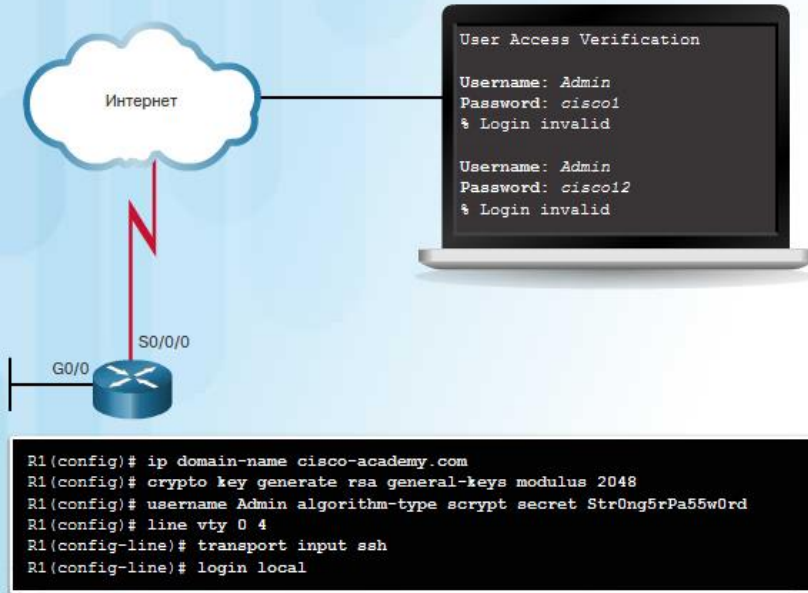 Интернет
User Access Verification
Username: Admin
Password: cisco1
% Login invalid
Username: Admin
Password: cisco12
% Login invalid
S0/0/0
G0/0
R1(config)# ip domain-name cisco-academy.com
R1(config)# crypto key generate rsa general-keys modulus 2048
R1(config)# username Admin algorithm-type scrypt secret Str0ng5rPa55w0rd
R1(config)# line vty 0 4
R1(config-line)# transport input ssh
R1(config-line)# login local